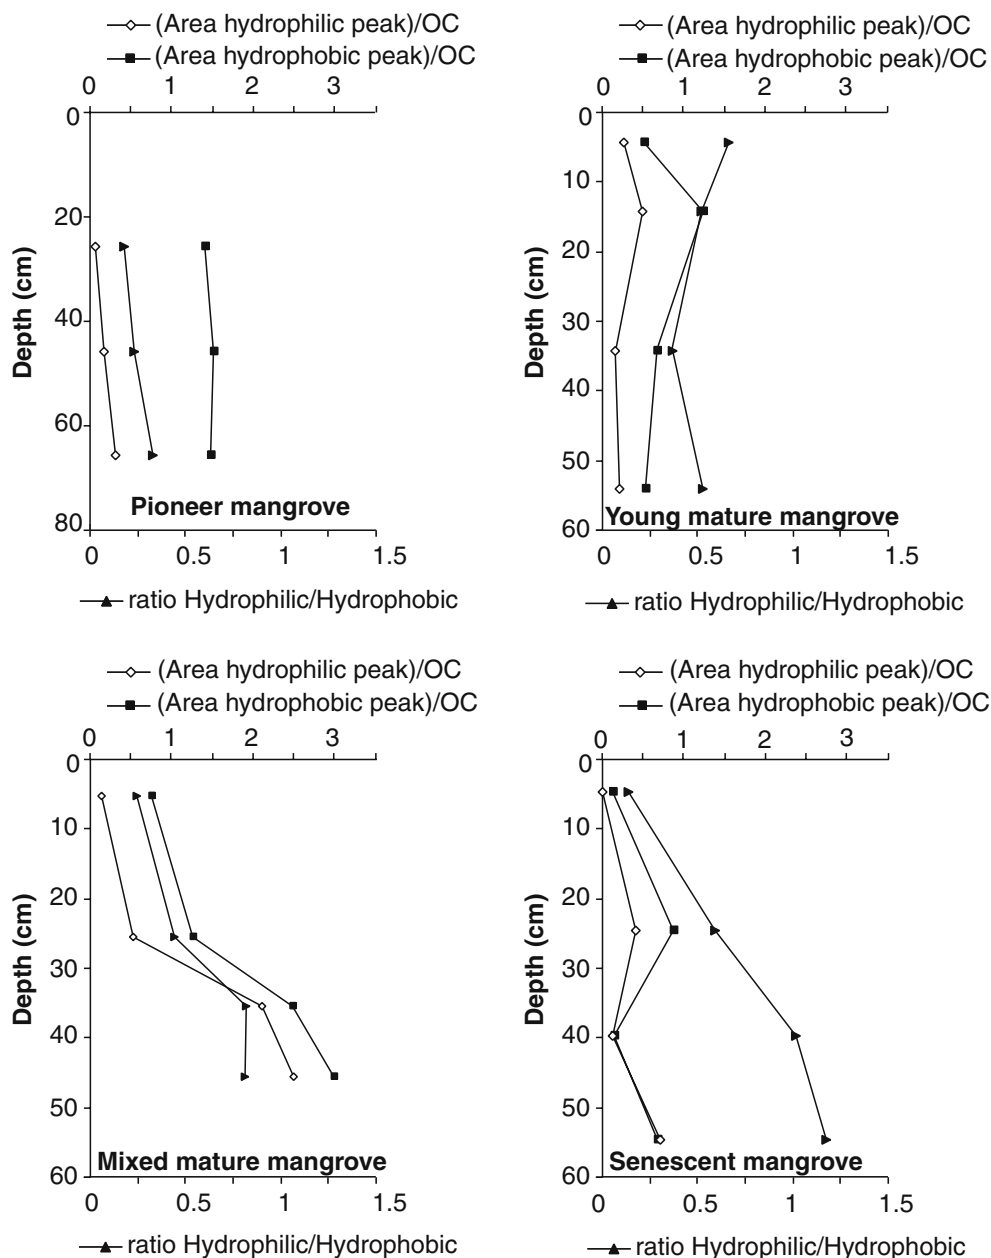 (Area hydrophilic peak)/OC
(Area hydrophobic peak)/OC
0 1 2 3
0
20
40
60
80
Depth (cm)
Pioneer mangrove
0 0.5 1 1.5
ratio Hydrophilic/Hydrophobic
(Area hydrophilic peak)/OC
(Area hydrophobic peak)/OC
0 1 2 3
0
10
20
30
40
50
60
Depth (cm)
Young mature mangrove
0 0.5 1 1.5
ratio Hydrophilic/Hydrophobic
(Area hydrophilic peak)/OC
(Area hydrophobic peak)/OC
0 1 2 3
0
10
20
30
40
50
60
Depth (cm)
Mixed mature mangrove
0 0.5 1 1.5
ratio Hydrophilic/Hydrophobic
(Area hydrophilic peak)/OC
(Area hydrophobic peak)/OC
0 1 2 3
0
10
20
30
40
50
60
Depth (cm)
Senescent mangrove
0 0.5 1 1.5
ratio Hydrophilic/Hydrophobic